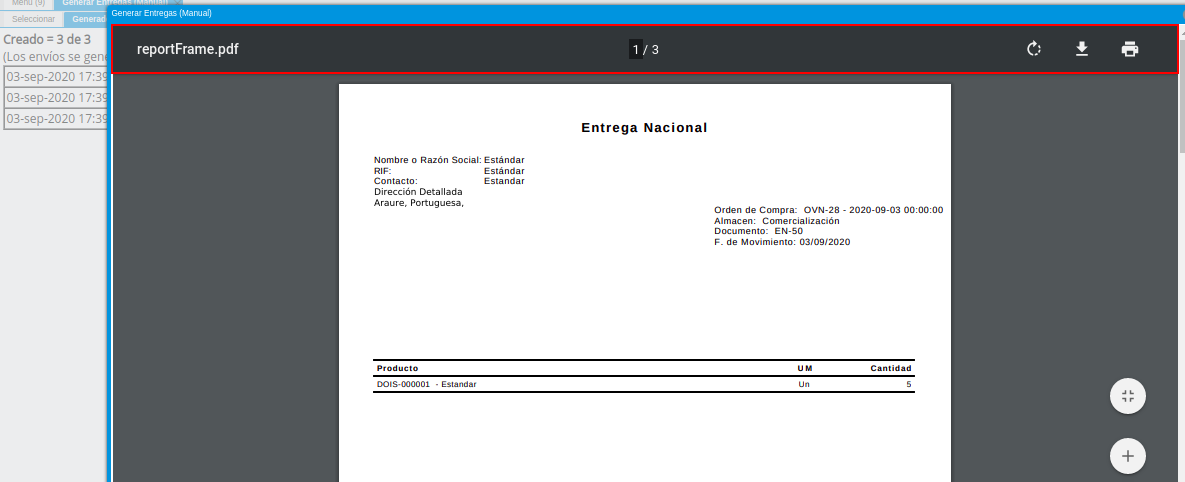 Menú (9) Generar Entregas (Manual)
Generar Entregas (Manual)
Seleccionar Generado
Creado = 3 de 3
(Los envíos se gene
03-sep-2020 17:39
03-sep-2020 17:39
03-sep-2020 17:39
reportFrame.pdf 1 / 3
Entrega Nacional
Nombre o Razón Social: Estándar
RIF: Estándar
Contacto: Estandar
Dirección Detallada
Araure, Portuguesa,
Orden de Compra: OVN-28 - 2020-09-03 00:00:00
Almacen: Comercialización
Documento: EN-50
F. de Movimiento: 03/09/2020
Producto UM Cantidad
DOIS-000001 - Estandar Un 5